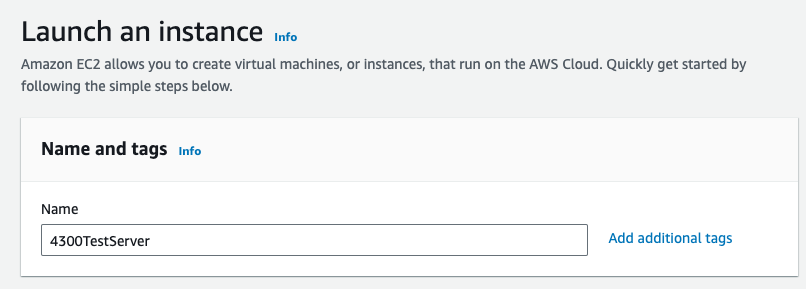 Launch an instance Info
Amazon EC2 allows you to create virtual machines, or instances, that run on the AWS Cloud. Quickly get started by
following the simple steps below.
Name and tags Info
Name
4300TestServer Add additional tags